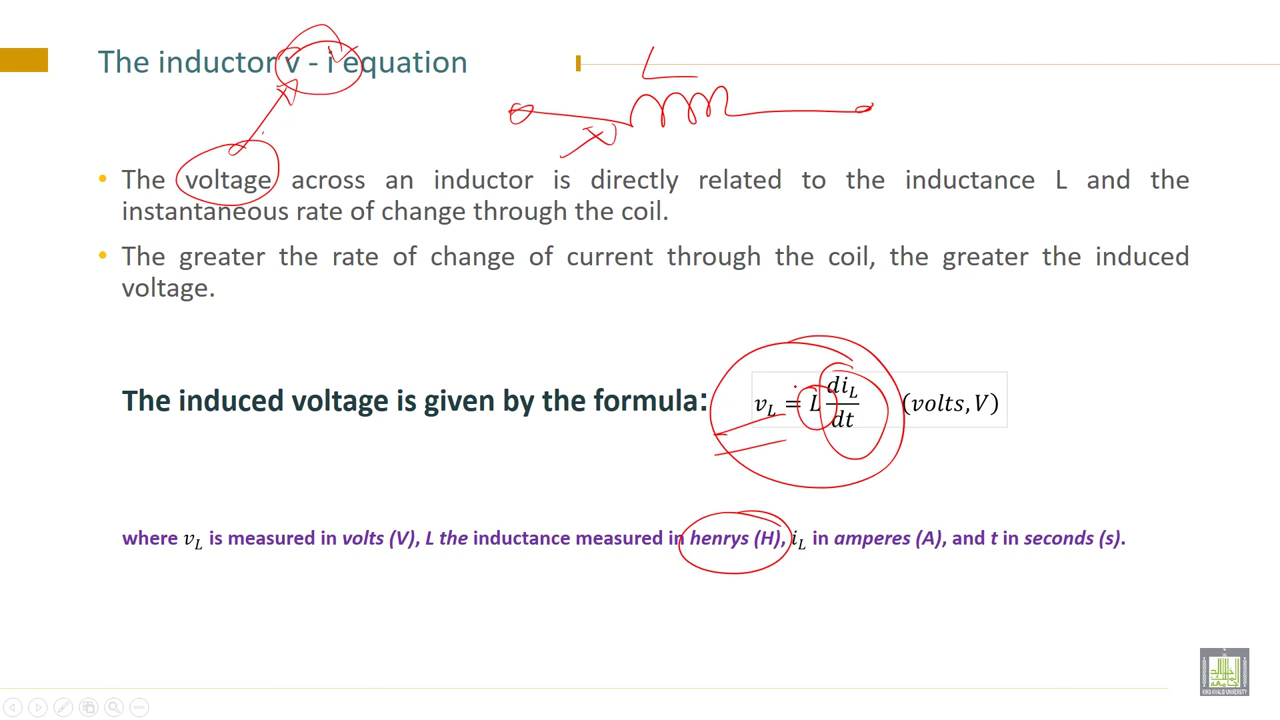 The inductor v - i equation
L
• The voltage across an inductor is directly related to the inductance L and the
instantaneous rate of change through the coil.
• The greater the rate of change of current through the coil, the greater the induced
voltage.
The induced voltage is given by the formula: v_L = L di_L/dt (volts, V)
where v_L is measured in volts (V), L the inductance measured in henrys (H), i_L in amperes (A), and t in seconds (s).
KING KHALID UNIVERSITY